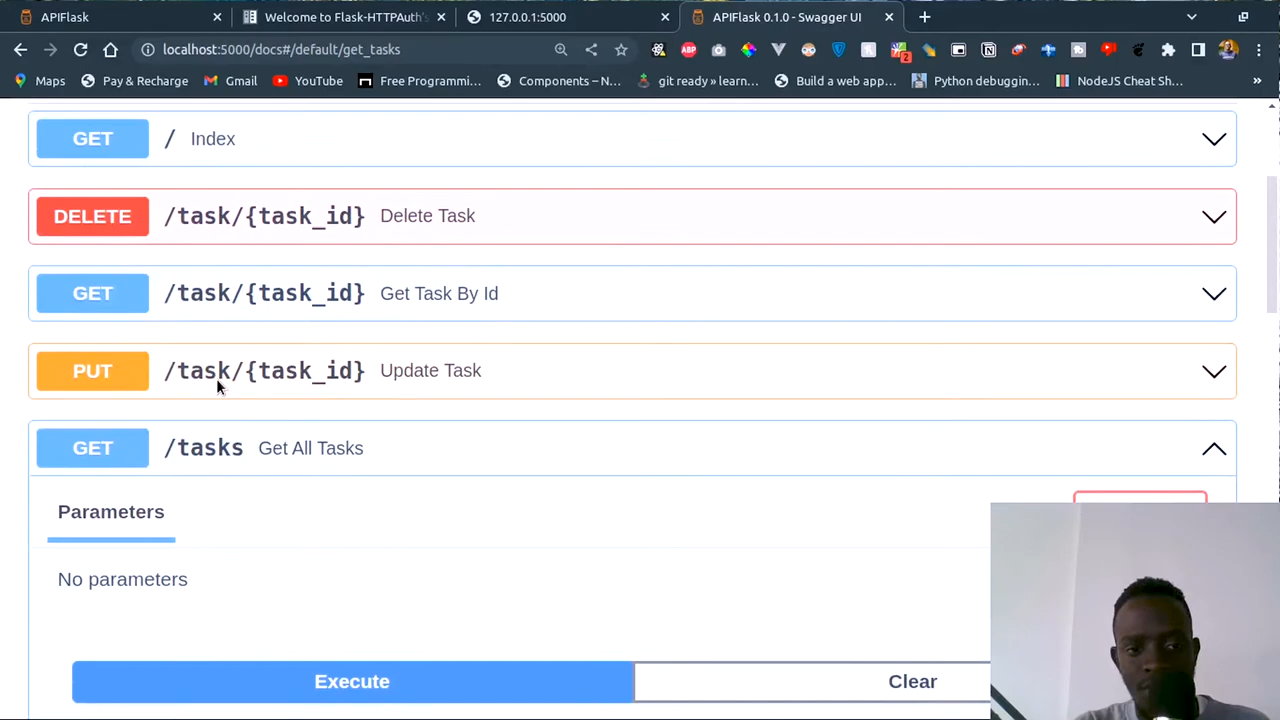 APIFlask
Welcome to Flask-HTTPAuth's
127.0.0.1:5000
APIFlask 0.1.0 - Swagger UI
localhost:5000/docs#/default/get_tasks
ABP
2
Maps
Pay & Recharge
Gmail
YouTube
Free Programmi...
Components – N...
git ready » learn...
Build a web app...
Python debuggin...
NodeJS Cheat Sh...
»
GET / Index
DELETE /task/{task_id} Delete Task
GET /task/{task_id} Get Task By Id
PUT /task/{task_id} Update Task
GET /tasks Get All Tasks
Parameters
No parameters
Execute
Clear